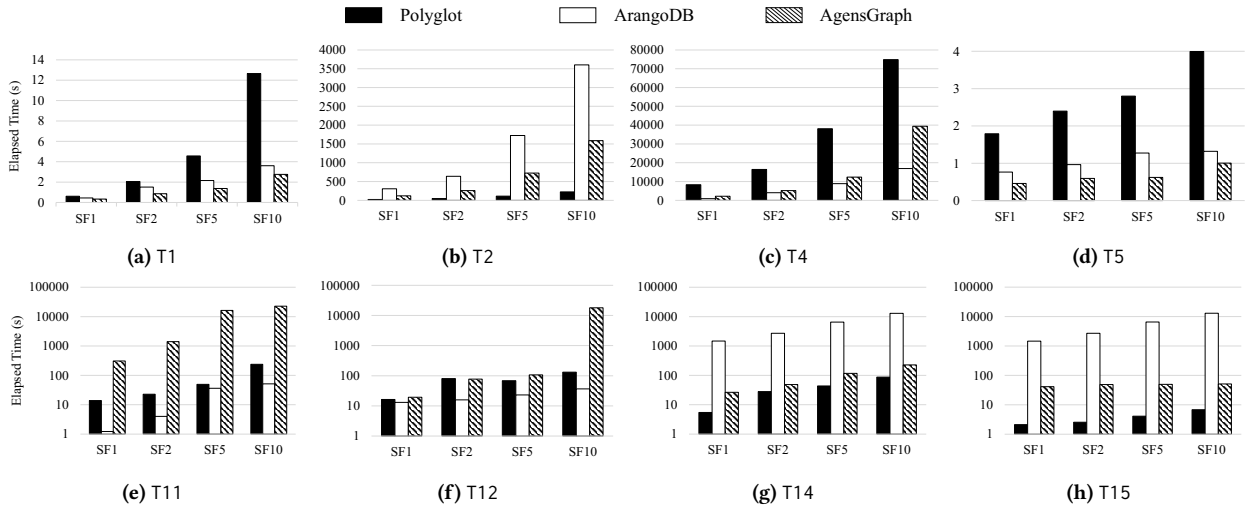 Polyglot ArangoDB AgensGraph
Elapsed Time (s)
14
12
10
8
6
4
2
0
SF1 SF2 SF5 SF10
(a) T1
4000
3500
3000
2500
2000
1500
1000
500
0
SF1 SF2 SF5 SF10
(b) T2
80000
70000
60000
50000
40000
30000
20000
10000
0
SF1 SF2 SF5 SF10
(c) T4
4
3
2
1
0
SF1 SF2 SF5 SF10
(d) T5
Elapsed Time (s)
100000
10000
1000
100
10
1
SF1 SF2 SF5 SF10
(e) T11
100000
10000
1000
100
10
1
SF1 SF2 SF5 SF10
(f) T12
100000
10000
1000
100
10
1
SF1 SF2 SF5 SF10
(g) T14
100000
10000
1000
100
10
1
SF1 SF2 SF5 SF10
(h) T15